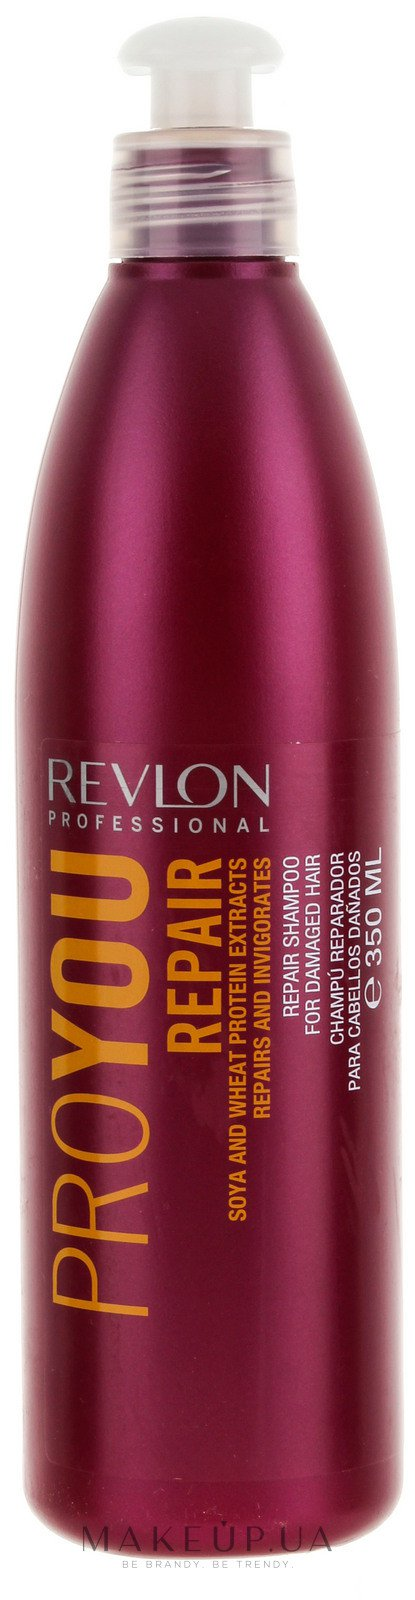 REVLON
PROFESSIONAL
PROYOU
REPAIR
SOYA AND WHEAT PROTEIN EXTRACTS
REPAIRS AND INVIGORATES
REPAIR SHAMPOO
FOR DAMAGED HAIR
CHAMPÚ REPARADOR
PARA CABELLOS DAÑADOS
℮ 350 ML
MAKEUP.UA
BE BRANDY. BE TRENDY.